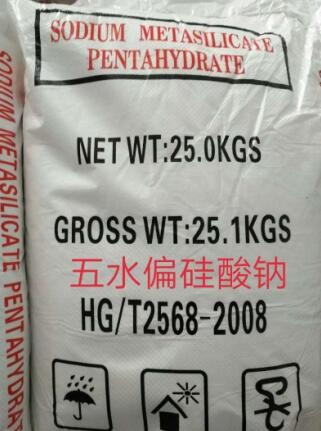 SODIUM METASILICATE
PENTAHYDRATE
NET WT:25.0KGS
GROSS WT:25.1KGS
五水偏硅酸钠
HG/T2568-2008
SODIUM METASILICATE PENTAHYDRATE